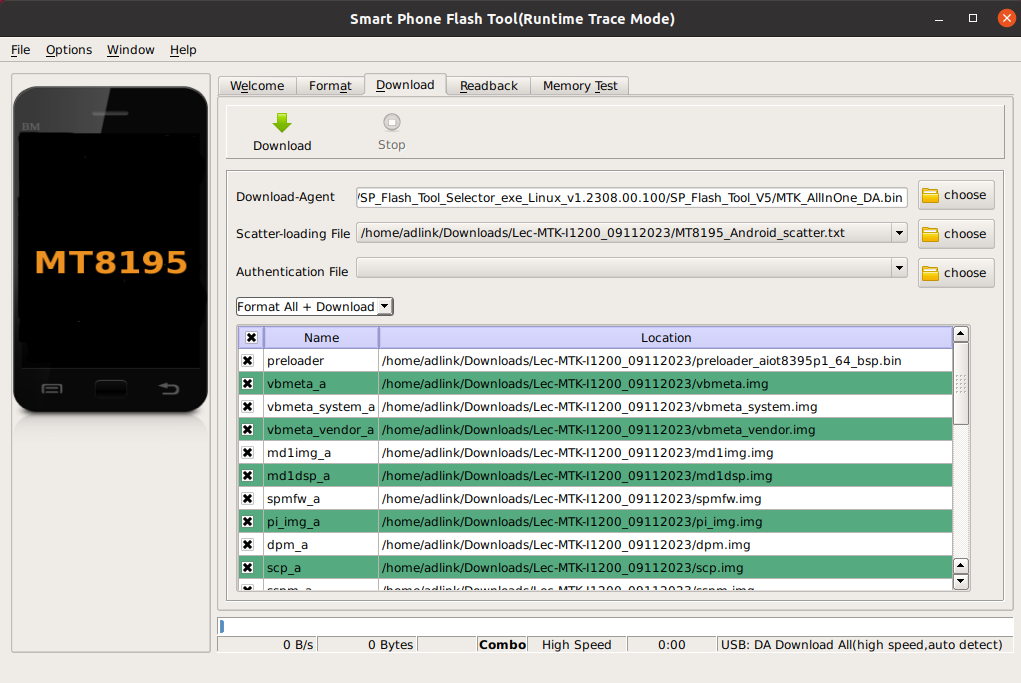 Smart Phone Flash Tool(Runtime Trace Mode)
File Options Window Help
BM
MT8195
Welcome Format Download Readback Memory Test
Download Stop
Download-Agent /SP_Flash_Tool_Selector_exe_Linux_v1.2308.00.100/SP_Flash_Tool_V5/MTK_AllInOne_DA.bin choose
Scatter-loading File /home/adlink/Downloads/Lec-MTK-I1200_09112023/MT8195_Android_scatter.txt choose
Authentication File choose
Format All + Download
Name Location
preloader /home/adlink/Downloads/Lec-MTK-I1200_09112023/preloader_aiot8395p1_64_bsp.bin
vbmeta_a /home/adlink/Downloads/Lec-MTK-I1200_09112023/vbmeta.img
vbmeta_system_a /home/adlink/Downloads/Lec-MTK-I1200_09112023/vbmeta_system.img
vbmeta_vendor_a /home/adlink/Downloads/Lec-MTK-I1200_09112023/vbmeta_vendor.img
md1img_a /home/adlink/Downloads/Lec-MTK-I1200_09112023/md1img.img
md1dsp_a /home/adlink/Downloads/Lec-MTK-I1200_09112023/md1dsp.img
spmfw_a /home/adlink/Downloads/Lec-MTK-I1200_09112023/spmfw.img
pi_img_a /home/adlink/Downloads/Lec-MTK-I1200_09112023/pi_img.img
dpm_a /home/adlink/Downloads/Lec-MTK-I1200_09112023/dpm.img
scp_a /home/adlink/Downloads/Lec-MTK-I1200_09112023/scp.img
0 B/s 0 Bytes Combo High Speed 0:00 USB: DA Download All(high speed,auto detect)